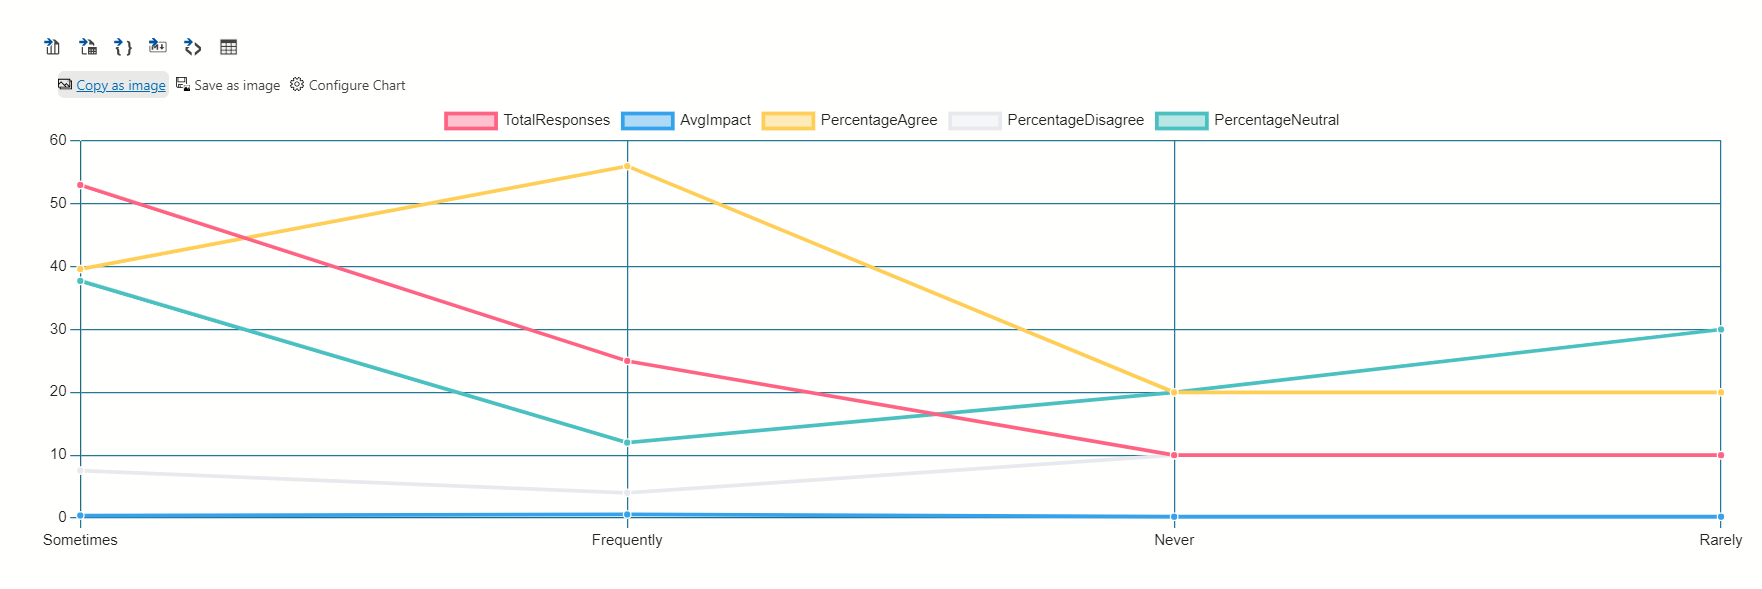 Copy as image Save as image Configure Chart
TotalResponses AvgImpact PercentageAgree PercentageDisagree PercentageNeutral
60
50
40
30
20
10
0
Sometimes Frequently Never Rarely